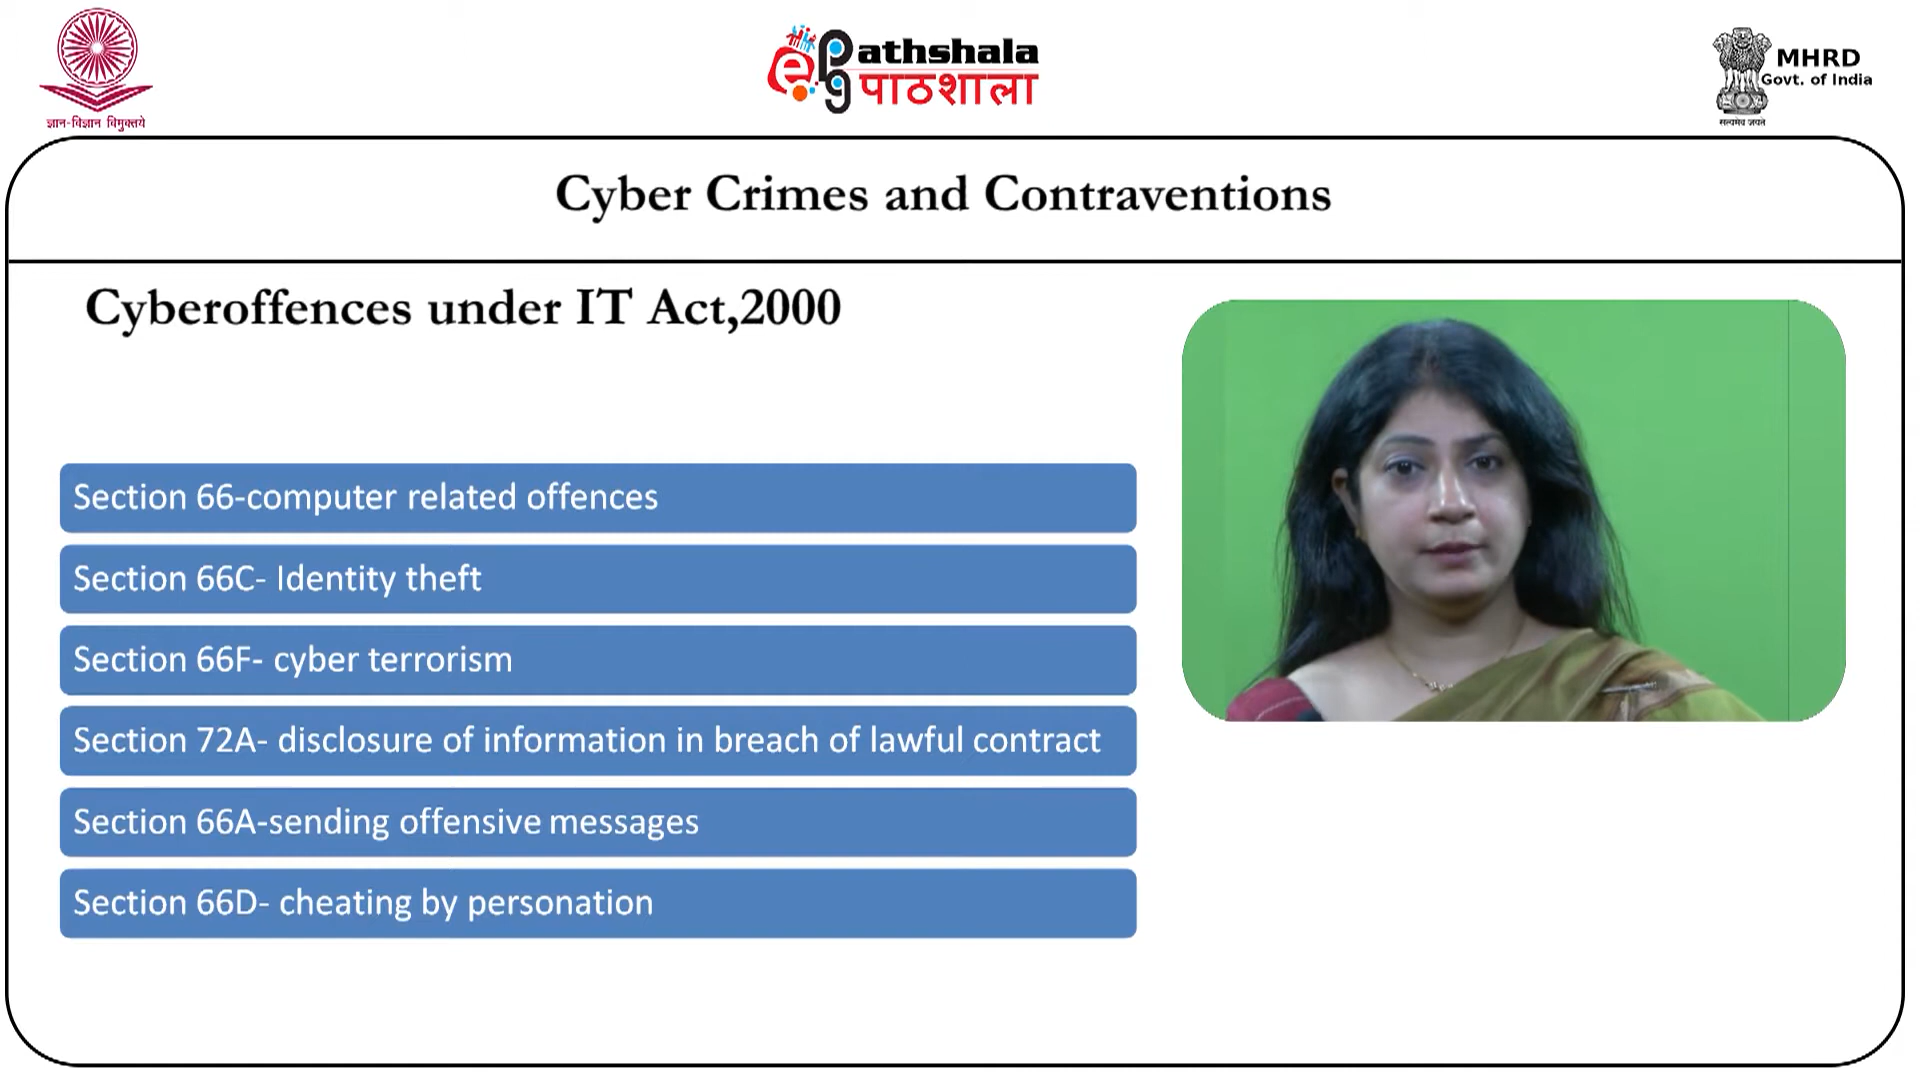 ज्ञान-विज्ञान विमुक्तये
epg Pathshala
पाठशाला
MHRD
Govt. of India
सत्यमेव जयते
Cyber Crimes and Contraventions
Cyberoffences under IT Act,2000
Section 66-computer related offences
Section 66C- Identity theft
Section 66F- cyber terrorism
Section 72A- disclosure of information in breach of lawful contract
Section 66A-sending offensive messages
Section 66D- cheating by personation